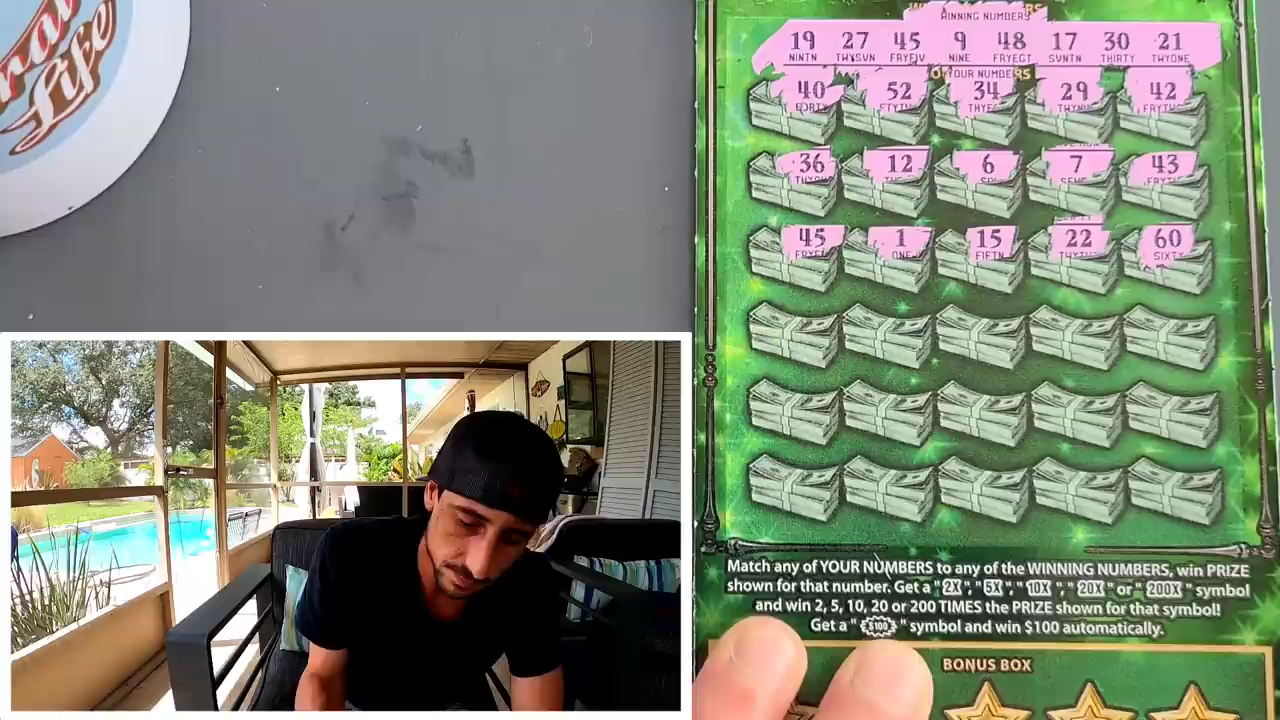 Life
WINNING NUMBERS
19 27 45 9 48 17 30 21
NINTN TWYSVN FRYFIV NINE FRYEGT SVNTN THIRTY TWYONE
YOUR NUMBERS
40 52 34 29 42
36 12 6 7 43
45 1 15 22 60
ONE FIFTN SIXTY
Match any of YOUR NUMBERS to any of the WINNING NUMBERS, win PRIZE
shown for that number. Get a "2X", "5X", "10X", "20X" or "200X" symbol
and win 2, 5, 10, 20 or 200 TIMES the PRIZE shown for that symbol!
Get a "$100" symbol and win $100 automatically.
BONUS BOX